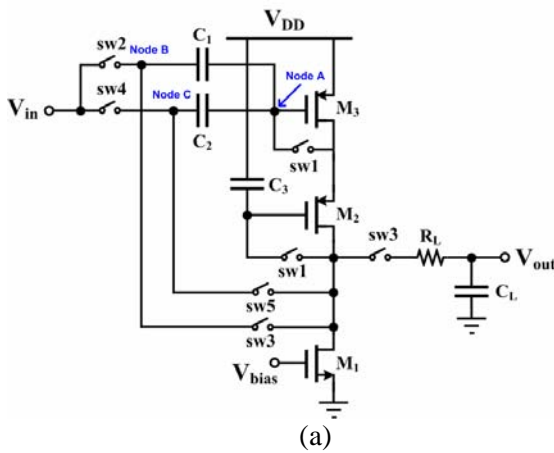 V_DD
sw2
Node B
C_1
sw4
Node C
Node A
V_in
C_2
M_3
sw1
C_3
M_2
sw1
sw3
R_L
V_out
sw5
C_L
sw3
V_bias
M_1
(a)